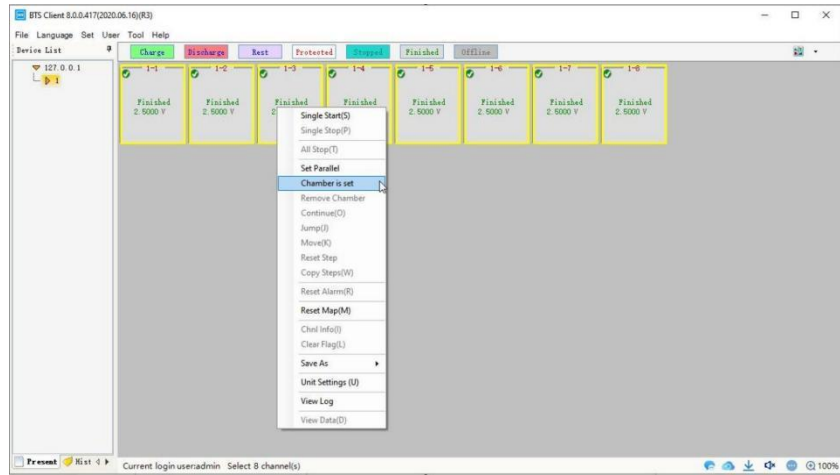 BTS Client 8.0.0.417(2020.06.16)(R3)
File Language Set User Tool Help
Device List
Charge Discharge Rest Protected Stopped Finished Offline
127.0.0.1
1
1-1 1-2 1-3 1-4 1-5 1-6 1-7 1-8
Finished Finished Finished Finished Finished Finished Finished Finished
2.5000 V 2.5000 V 2 2.5000 V 2.5000 V 2.5000 V 2.5000 V
Single Start(S)
Single Stop(P)
All Stop(T)
Set Parallel
Chamber is set
Remove Chamber
Continue(O)
Jump(J)
Move(K)
Reset Step
Copy Steps(W)
Reset Alarm(R)
Reset Map(M)
Chnl Info(I)
Clear Flag(L)
Save As
Unit Settings (U)
View Log
View Data(D)
Present Hist
Current login user:admin Select 8 channel(s)
100%